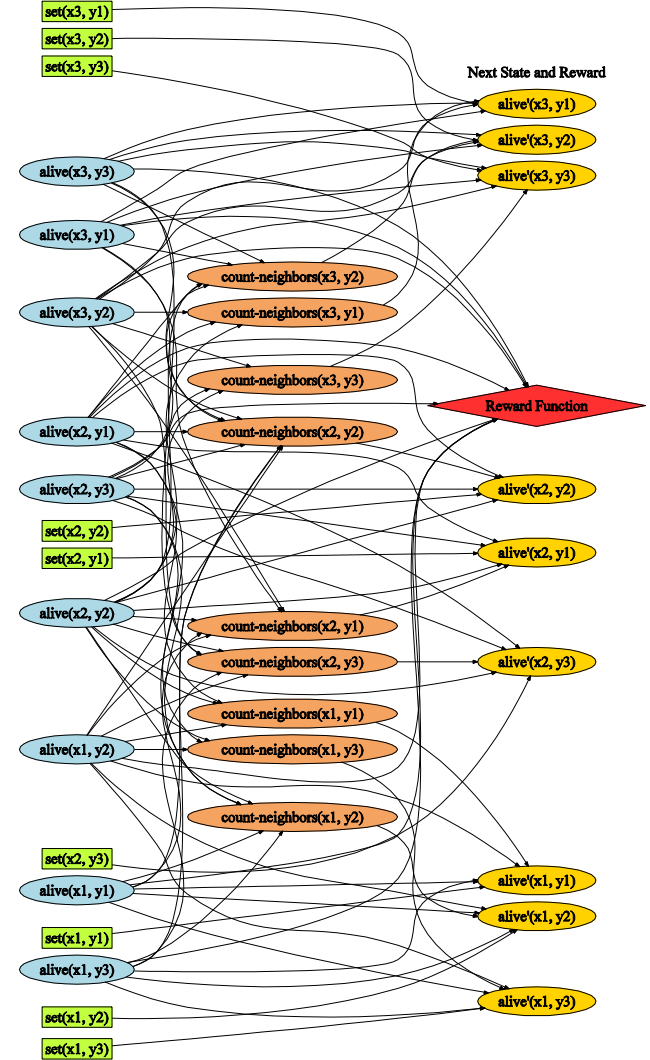 set(x3, y1)
set(x3, y2)
set(x3, y3)
Next State and Reward
alive'(x3, y1)
alive'(x3, y2)
alive(x3, y3)
alive'(x3, y3)
alive(x3, y1)
count-neighbors(x3, y2)
alive(x3, y2)
count-neighbors(x3, y1)
count-neighbors(x3, y3)
Reward Function
alive(x2, y1)
count-neighbors(x2, y2)
alive(x2, y3)
alive'(x2, y2)
set(x2, y2)
set(x2, y1)
alive'(x2, y1)
alive(x2, y2)
count-neighbors(x2, y1)
count-neighbors(x2, y3)
alive'(x2, y3)
count-neighbors(x1, y1)
alive(x1, y2)
count-neighbors(x1, y3)
count-neighbors(x1, y2)
set(x2, y3)
alive(x1, y1)
alive'(x1, y1)
alive'(x1, y2)
set(x1, y1)
alive(x1, y3)
alive'(x1, y3)
set(x1, y2)
set(x1, y3)